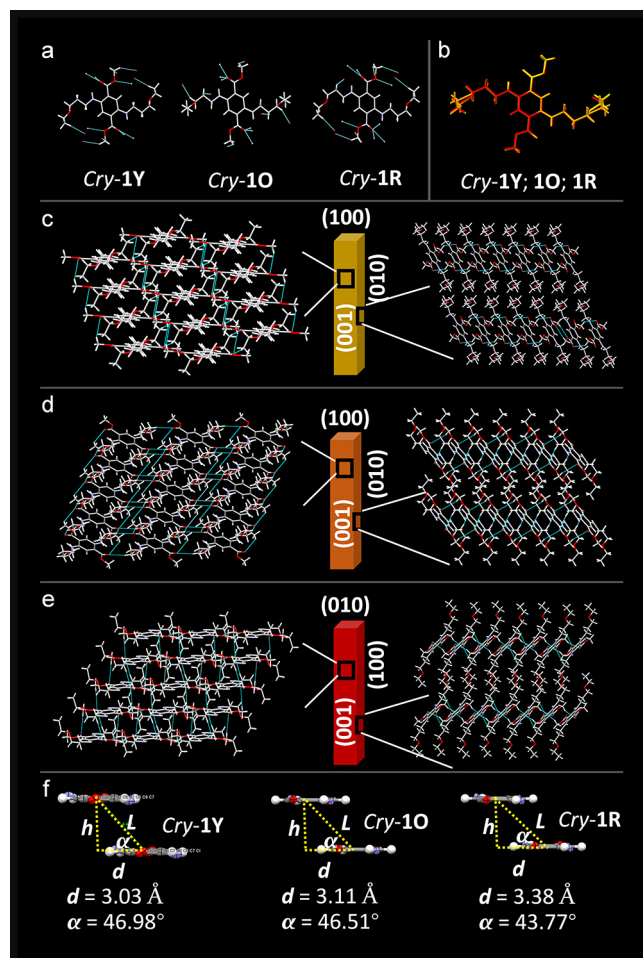 a
b
Cry-1Y
Cry-1O
Cry-1R
Cry-1Y; 1O; 1R
c
(100)
(010)
(001)
d
(100)
(010)
(001)
e
(010)
(100)
(001)
f
Cry-1Y
h
L
α
d
d = 3.03 Å
α = 46.98°
Cry-1O
h
L
α
d
d = 3.11 Å
α = 46.51°
Cry-1R
h
L
α
d
d = 3.38 Å
α = 43.77°